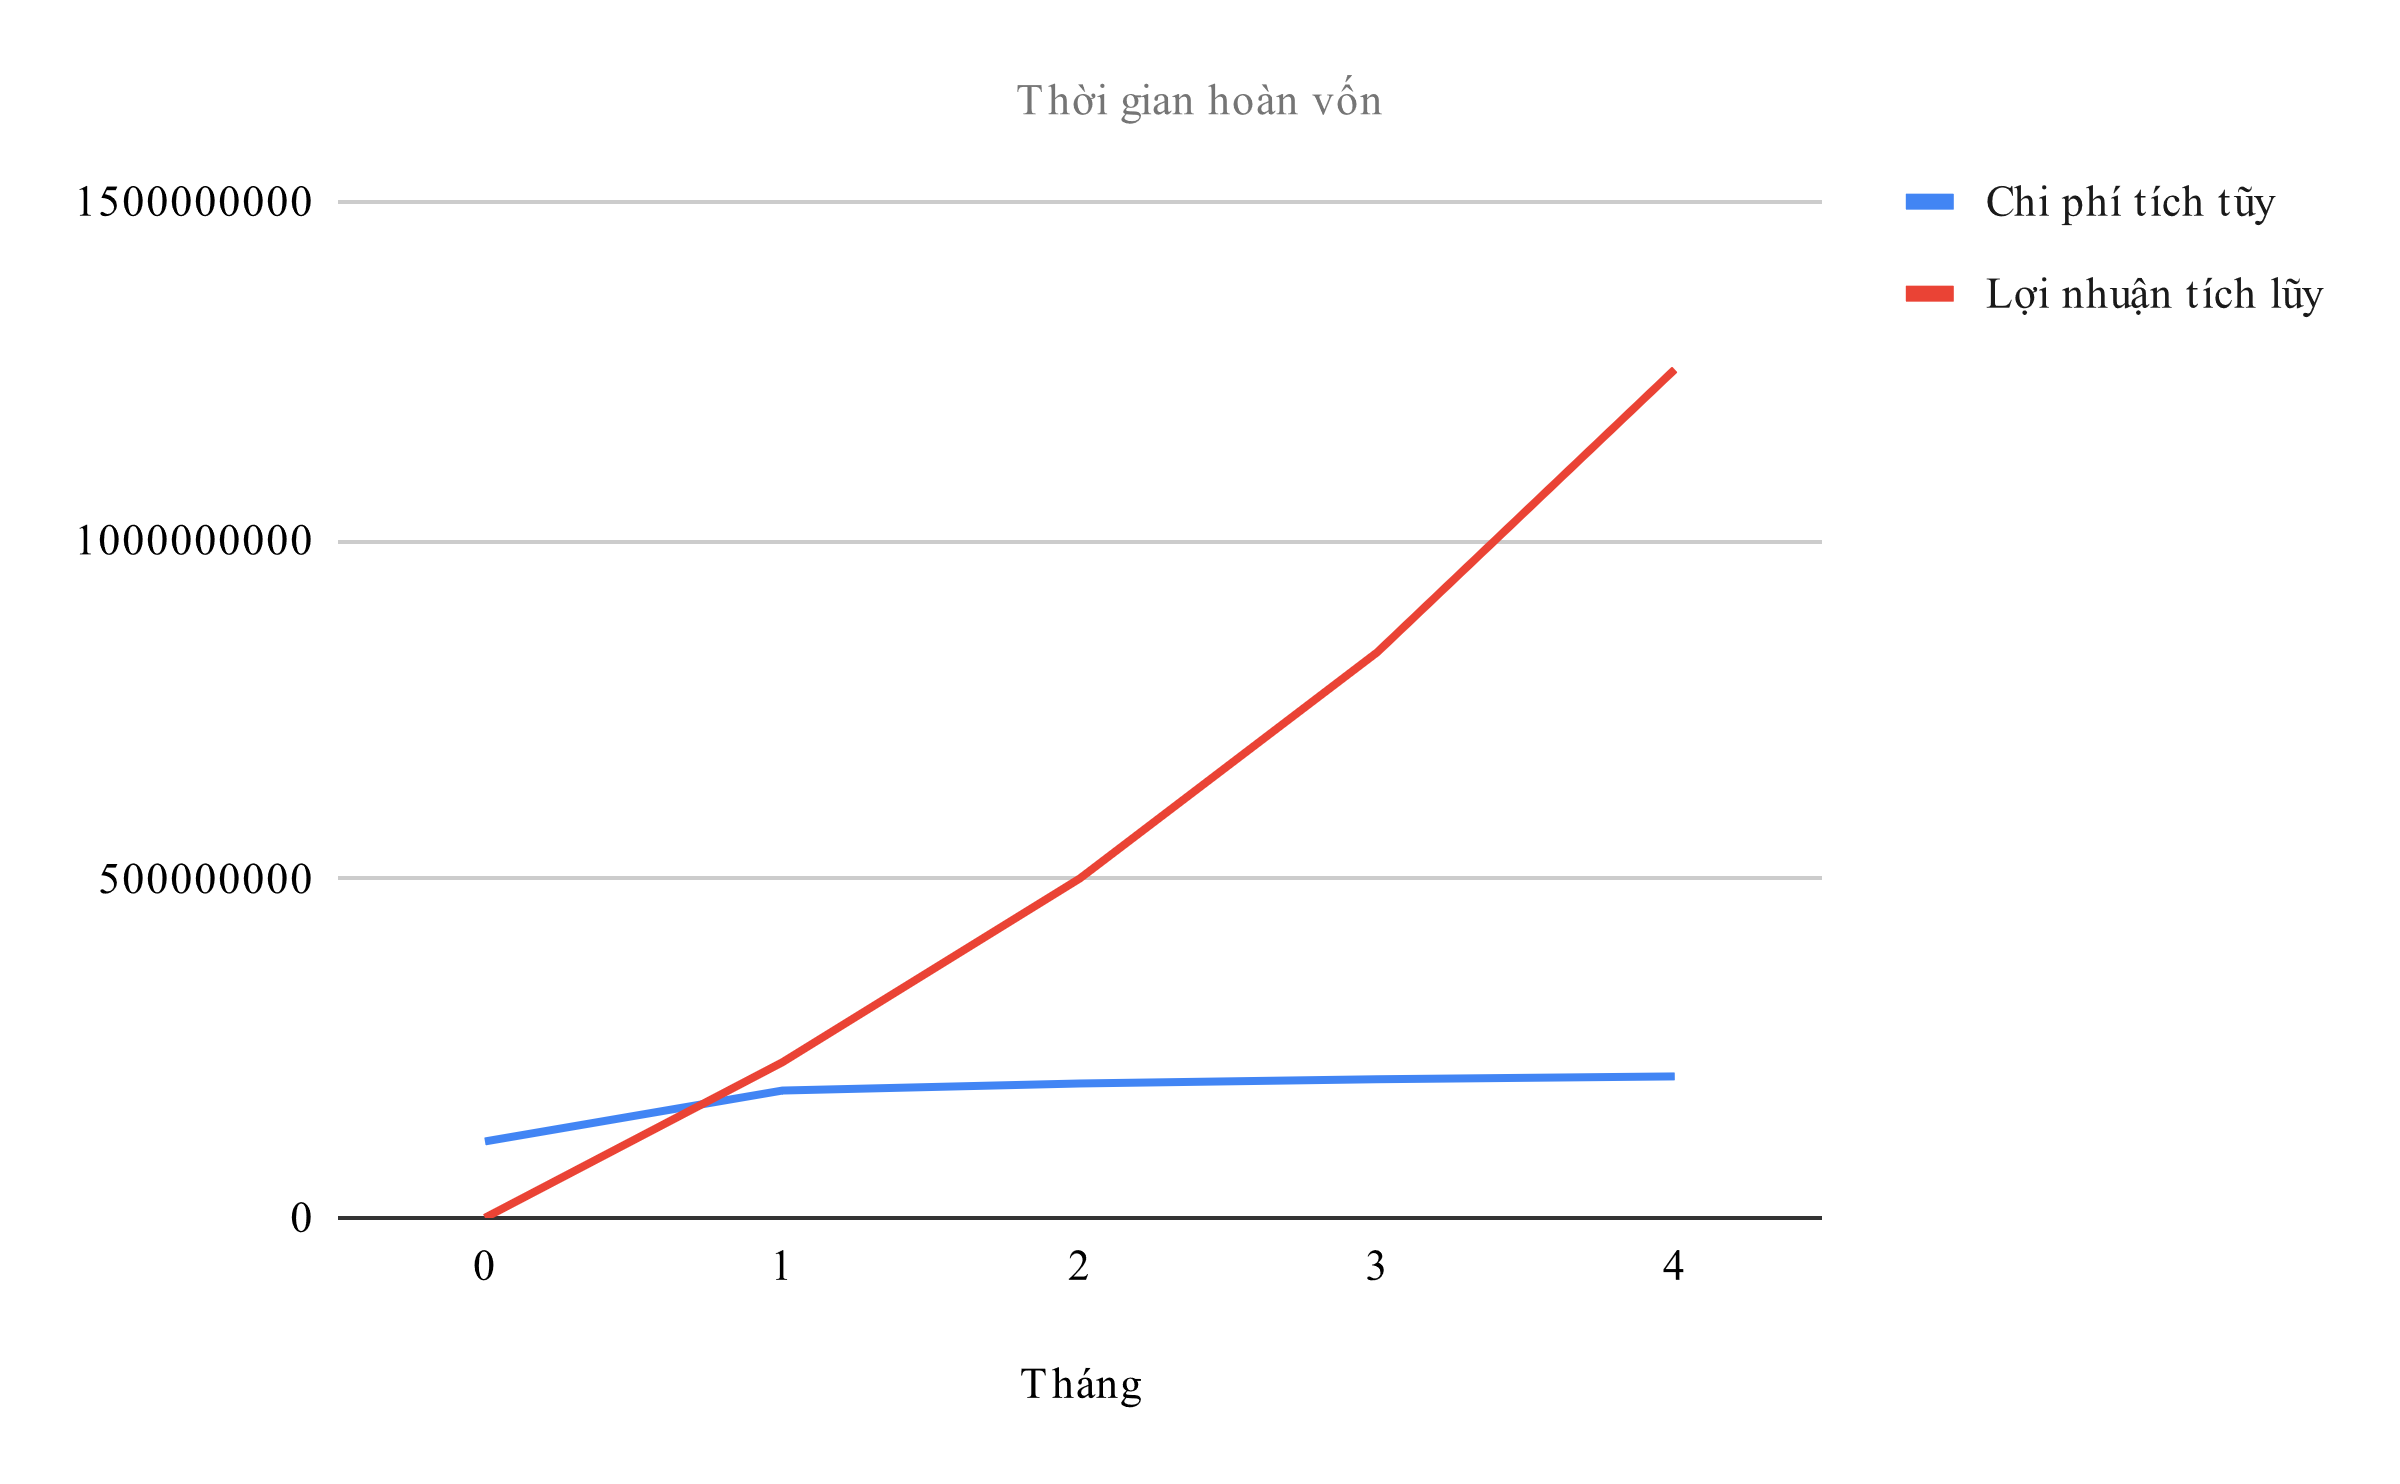 Thời gian hoàn vốn
1500000000
1000000000
500000000
0
0 1 2 3 4
Tháng
Chi phí tích tũy
Lợi nhuận tích lũy